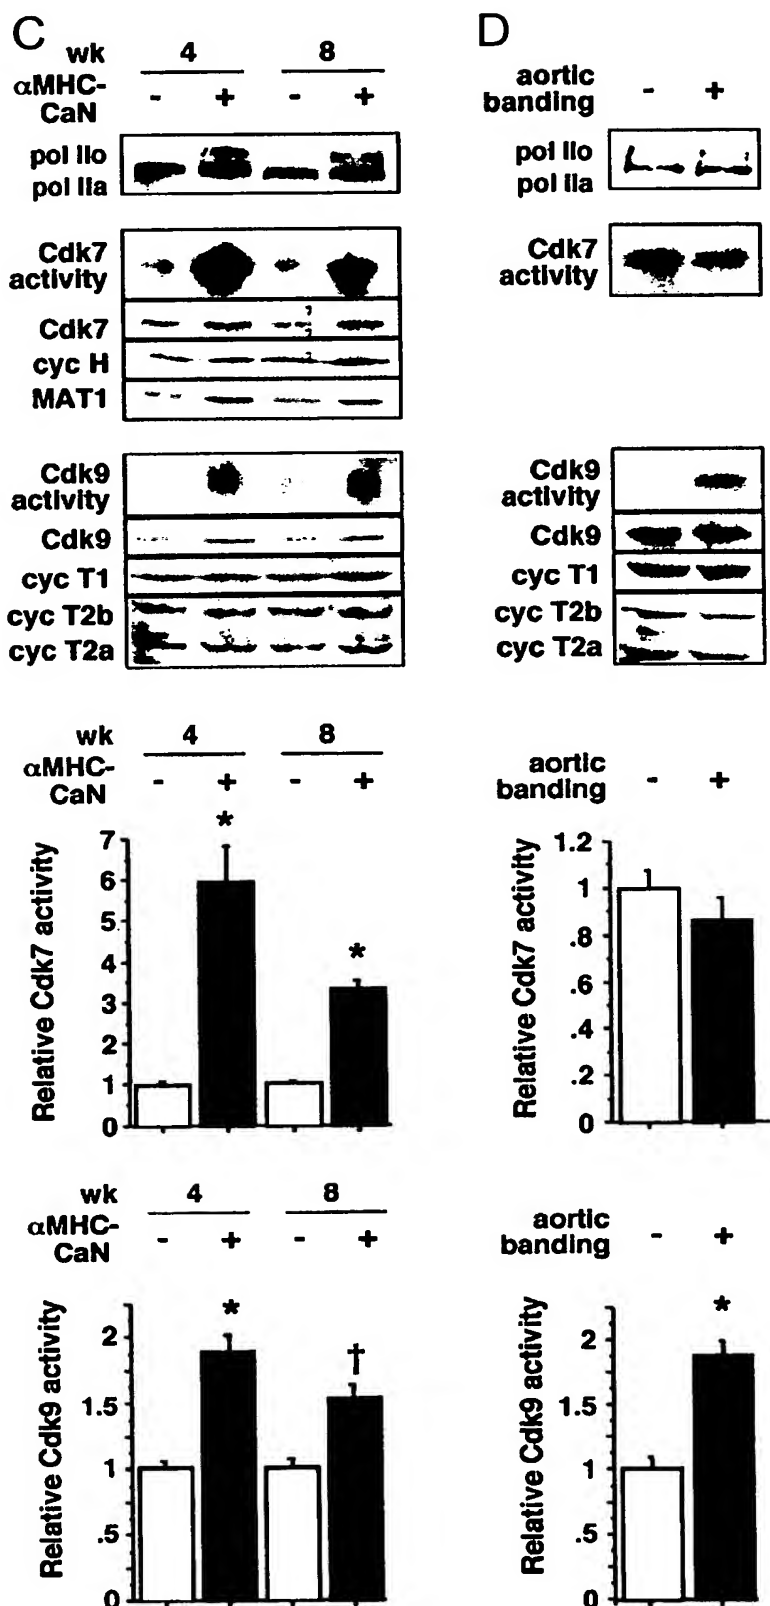 C
wk 4 8
αMHC-
CaN - + - +
pol IIo
pol IIa
Cdk7
activity
Cdk7
cyc H
MAT1
Cdk9
activity
Cdk9
cyc T1
cyc T2b
cyc T2a
wk 4 8
αMHC-
CaN - + - +
* *
Relative Cdk7 activity
7
6
5
4
3
2
1
0
wk 4 8
αMHC-
CaN - + - +
* †
Relative Cdk9 activity
2
1.5
1
.5
0
D
aortic
banding - +
pol IIo
pol IIa
Cdk7
activity
Cdk9
activity
Cdk9
cyc T1
cyc T2b
cyc T2a
aortic
banding - +
Relative Cdk7 activity
1.2
1
.8
.6
.4
.2
0
aortic
banding - +
*
Relative Cdk9 activity
2
1.5
1
.5
0